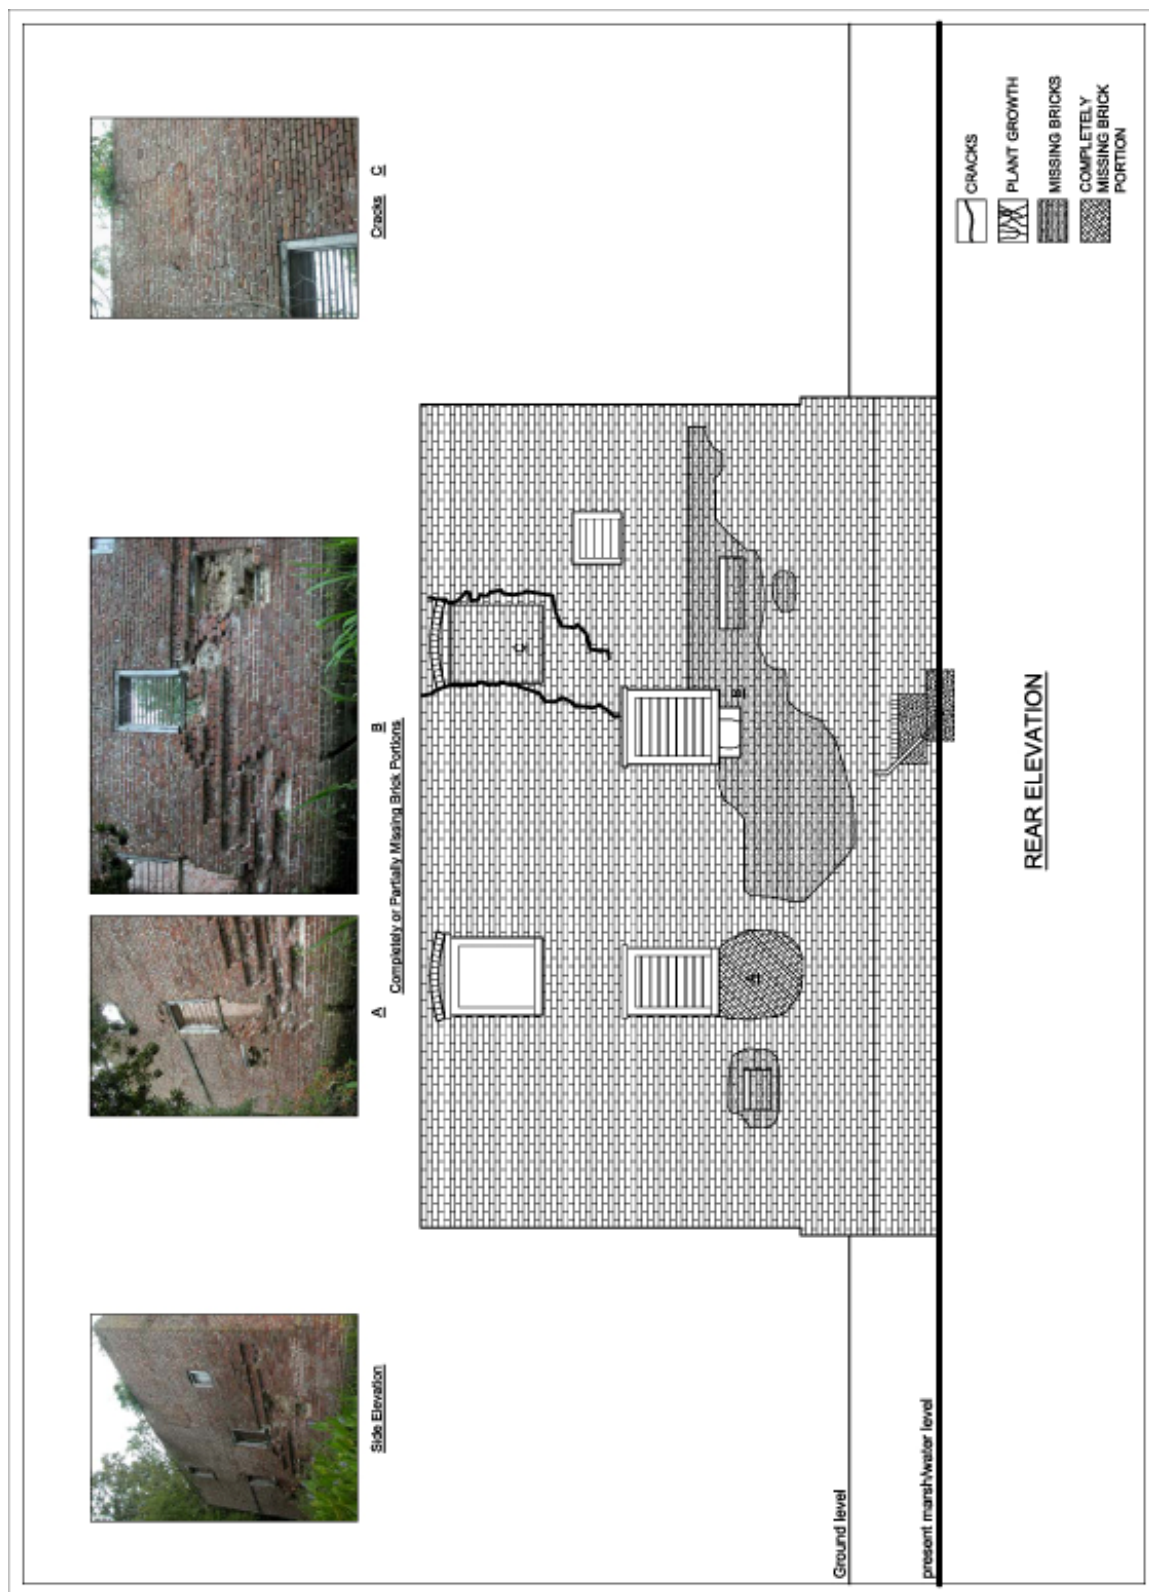 Side Elevation
A
B
Completely or Partially Missing Brick Portions
Cracks C
C
B
A
Ground level
present marsh/water level
REAR ELEVATION
CRACKS
PLANT GROWTH
MISSING BRICKS
COMPLETELY
MISSING BRICK
PORTION